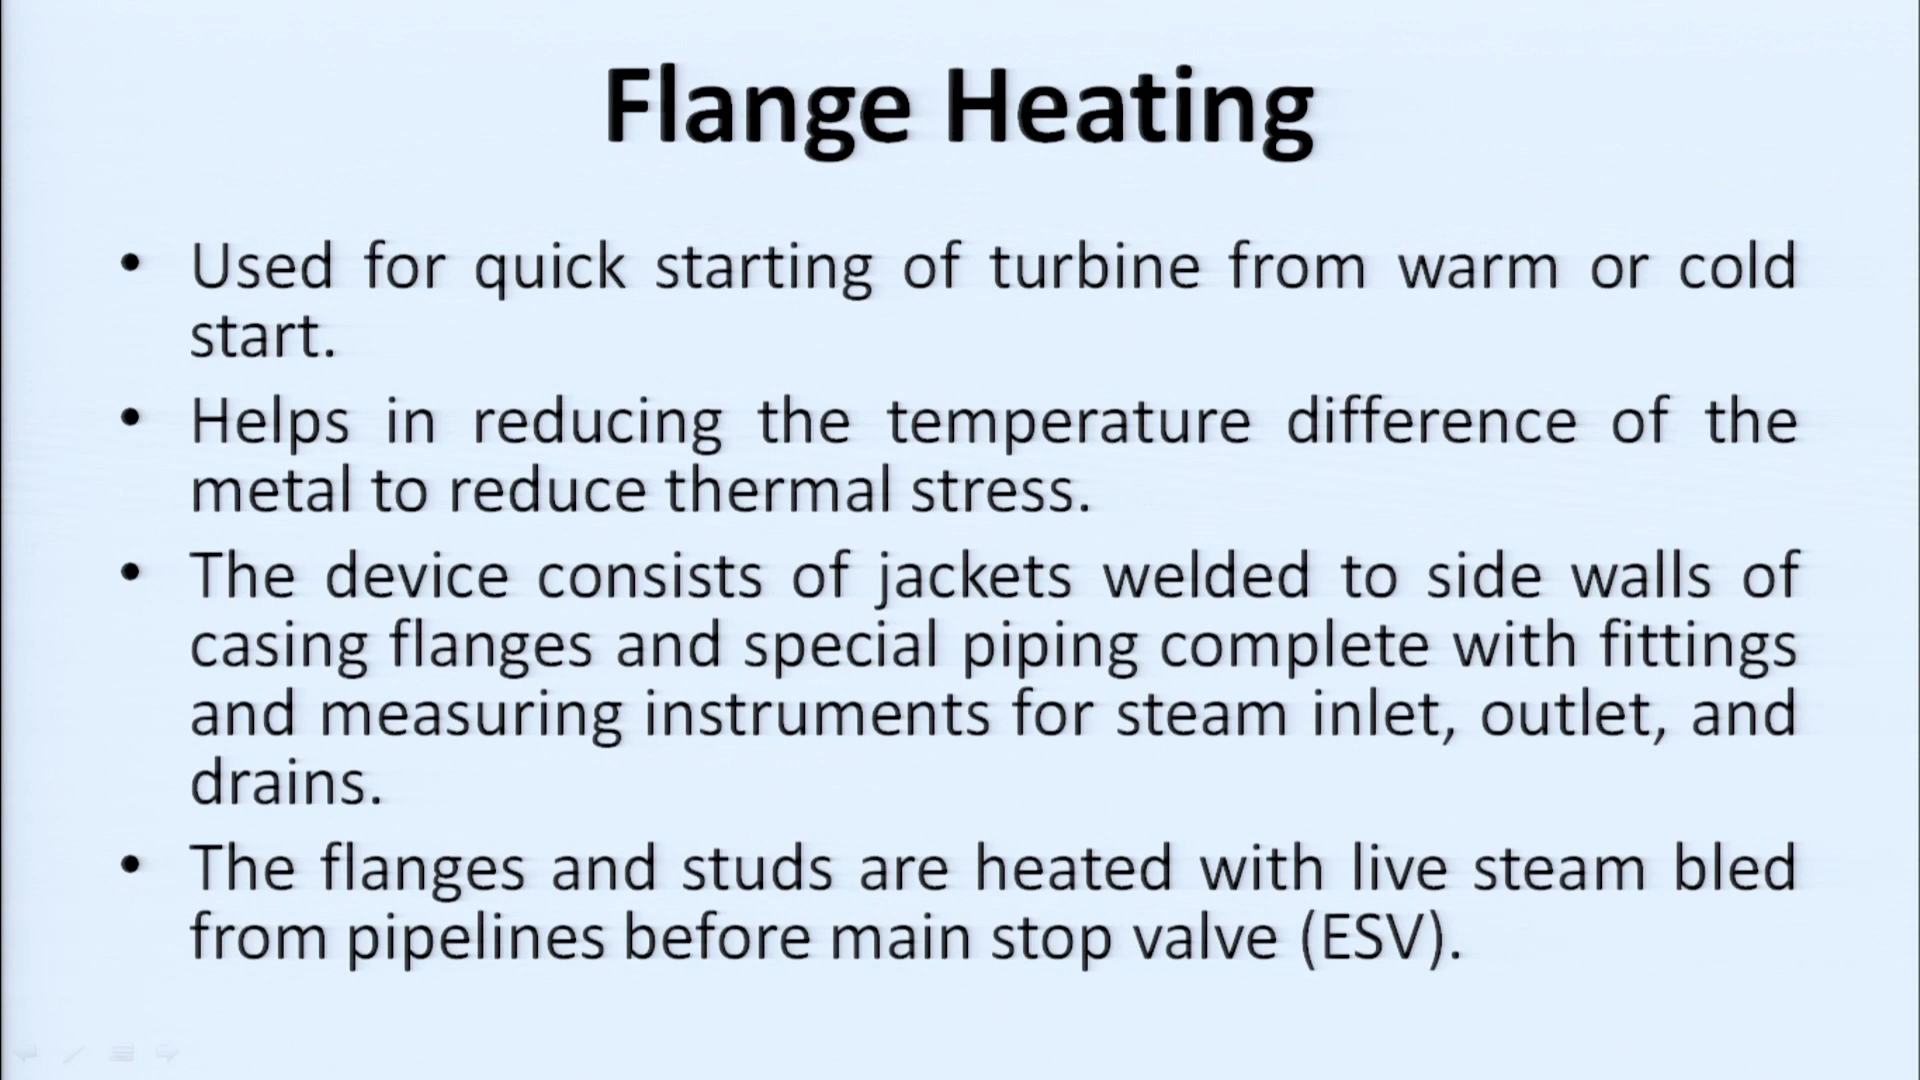 Flange Heating
• Used for quick starting of turbine from warm or cold
start.
• Helps in reducing the temperature difference of the
metal to reduce thermal stress.
• The device consists of jackets welded to side walls of
casing flanges and special piping complete with fittings
and measuring instruments for steam inlet, outlet, and
drains.
• The flanges and studs are heated with live steam bled
from pipelines before main stop valve (ESV).